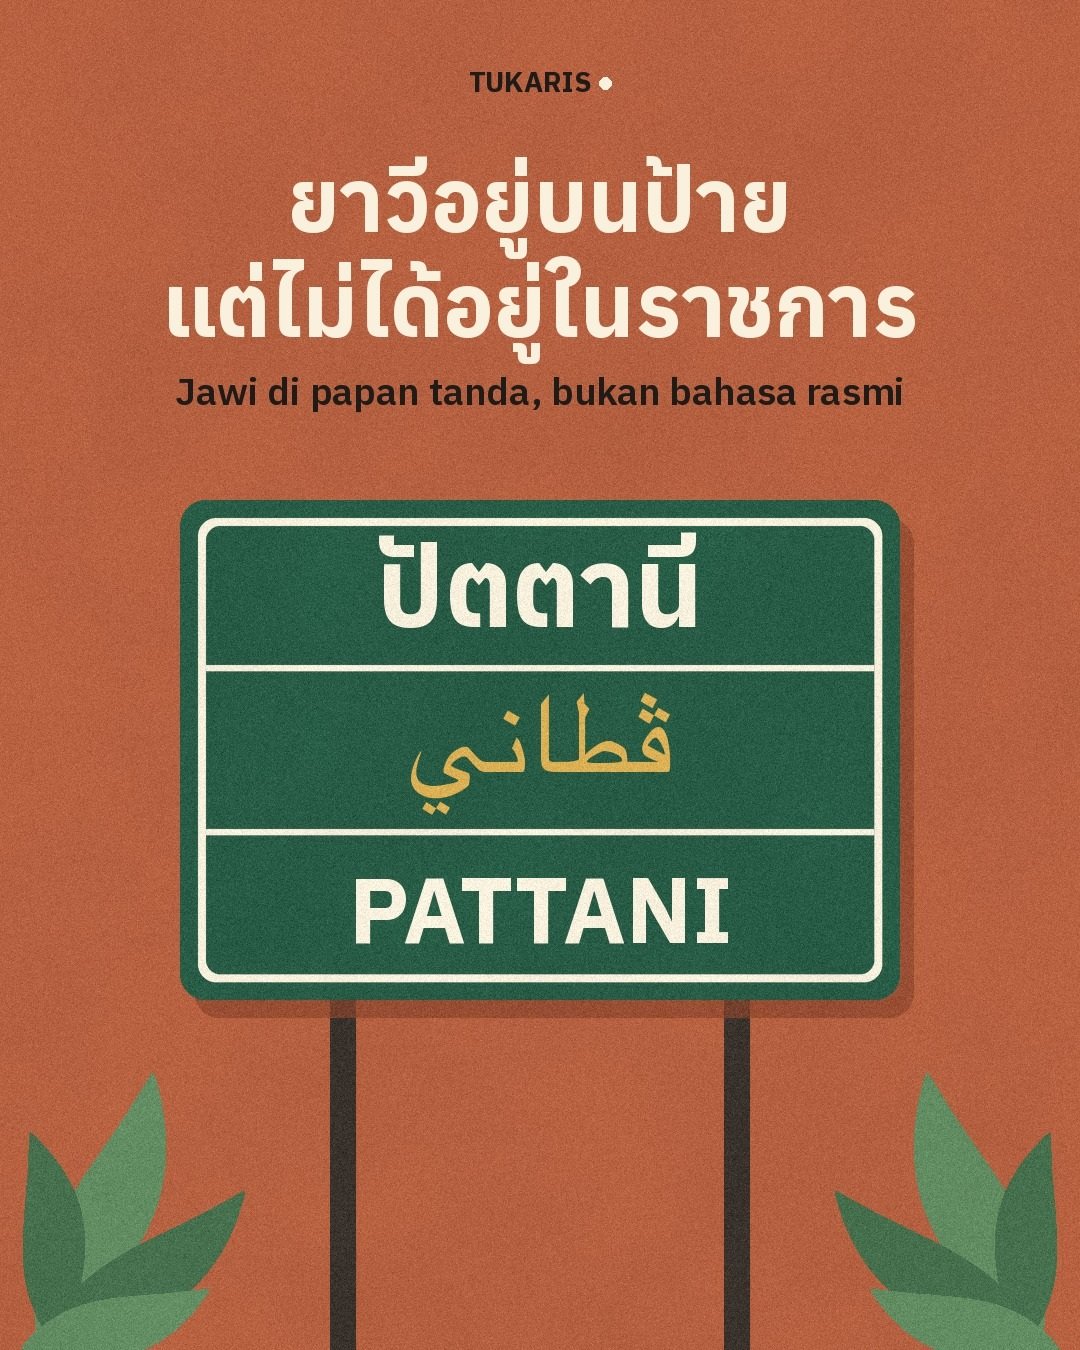 TUKARIS
ยาวีอยู่บนป้าย
แต่ไม่ได้อยู่ในราชการ
Jawi di papan tanda, bukan bahasa rasmi
ปัตตานี
ڤطاني
PATTANI